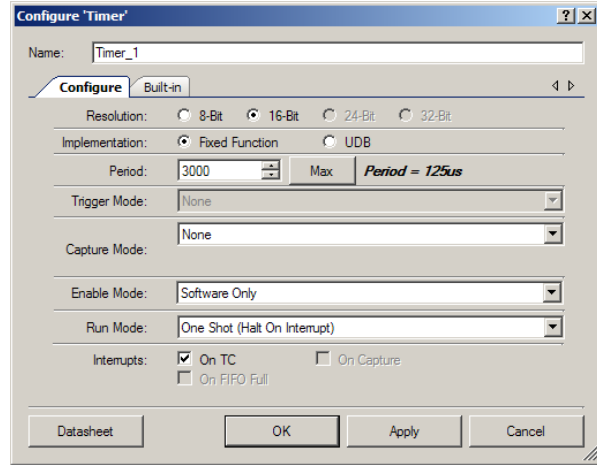 Configure 'Timer'
Name: Timer_1
Configure Built-in
Resolution: 8-Bit 16-Bit 24-Bit 32-Bit
Implementation: Fixed Function UDB
Period: 3000 Max Period = 125us
Trigger Mode: None
Capture Mode: None
Enable Mode: Software Only
Run Mode: One Shot (Halt On Interrupt)
Interrupts: On TC On Capture
On FIFO Full
Datasheet OK Apply Cancel